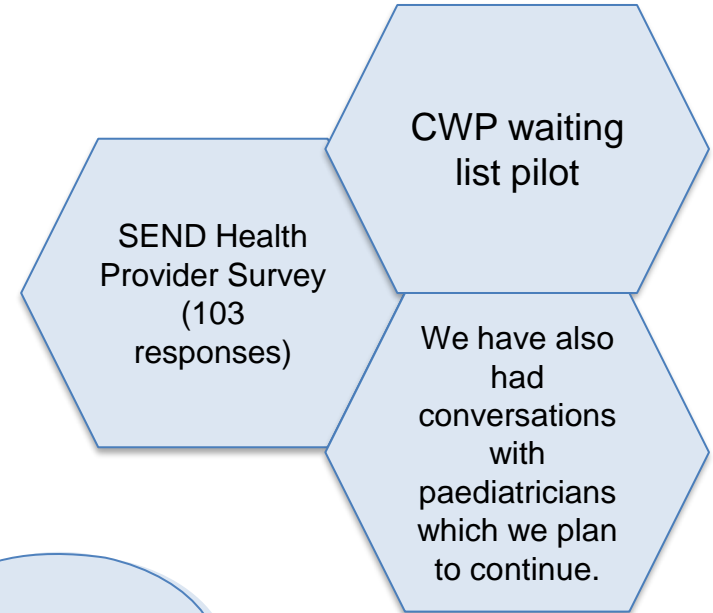 CWP waiting
list pilot
SEND Health
Provider Survey
(103
responses)
We have also
had
conversations
with
paediatricians
which we plan
to continue.